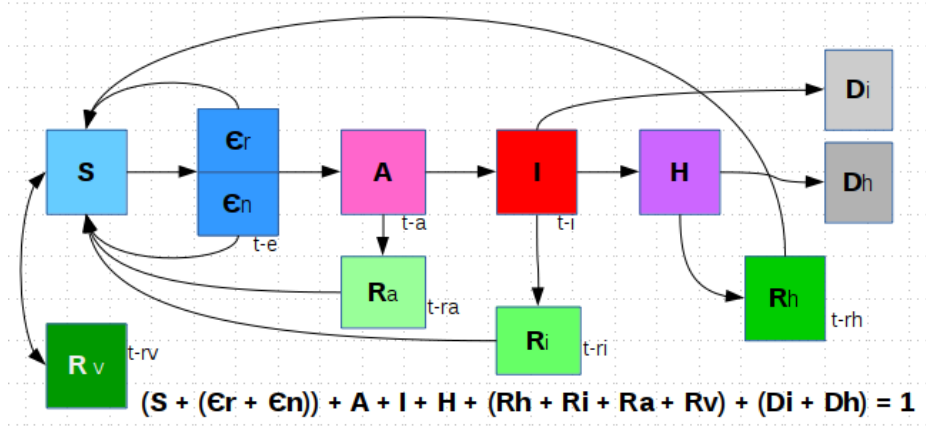 Di
Єr
S
A
I
H
Dh
Єn
t-a
t-ı
t-e
Ra
Rh
t-ra
t-rh
Ri
t-ri
R v
t-rv
(S + (Єr + Єn)) + A + I + H + (Rh + Ri + Ra + Rv) + (Di + Dh) = 1